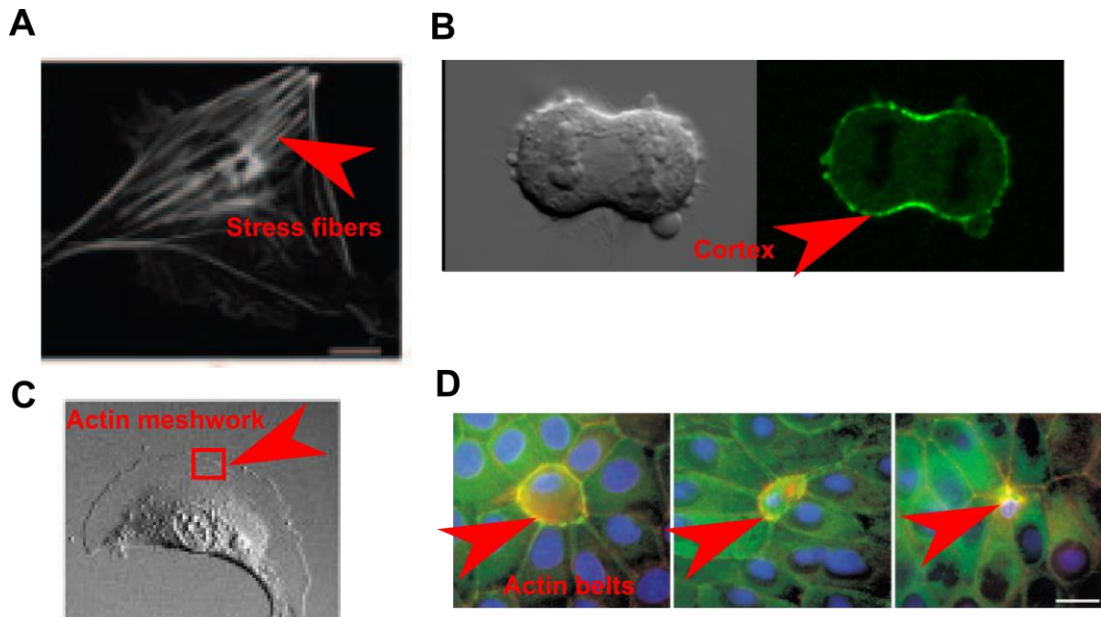 A
Stress fibers
B
Cortex
C
Actin meshwork
D
Actin belts